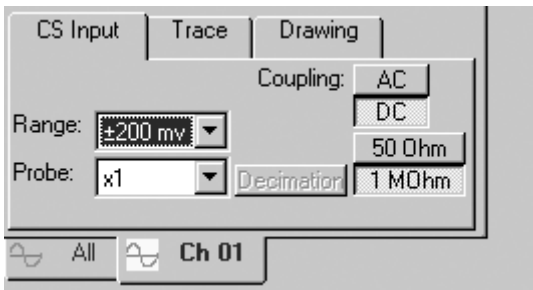 CS Input Trace Drawing
Coupling: AC
DC
Range: ±200 mv
50 Ohm
Probe: x1 Decimation 1 MOhm
All Ch 01